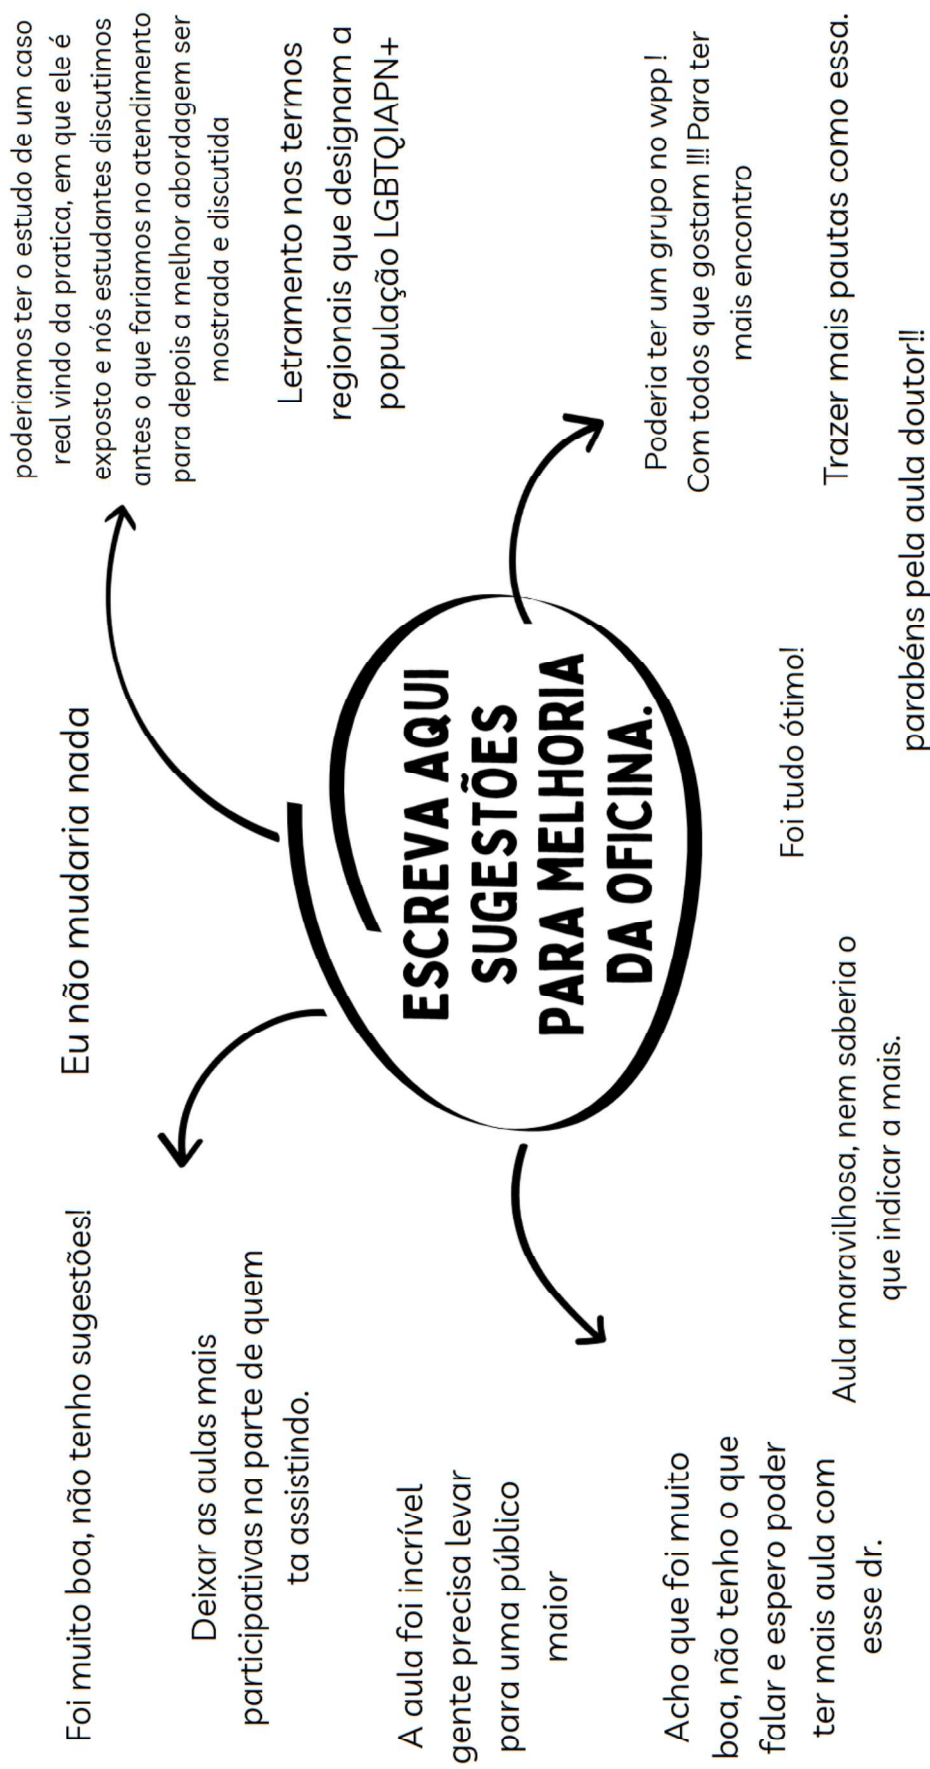 Foi muito boa, não tenho sugestões!
Eu não mudaria nada
poderiamos ter o estudo de um caso
real vindo da pratica, em que ele é
exposto e nós estudantes discutimos
antes o que fariamos no atendimento
para depois a melhor abordagem ser
mostrada e discutida
Deixar as aulas mais
participativas na parte de quem
ta assistindo.
Letramento nos termos
regionais que designam a
população LGBTQIAPN+
ESCREVA AQUI
SUGESTÕES
PARA MELHORIA
DA OFICINA.
A aula foi incrível
gente precisa levar
para uma público
maior
Poderia ter um grupo no wpp !
Com todos que gostam !!! Para ter
mais encontro
Acho que foi muito
boa, não tenho o que
falar e espero poder
ter mais aula com
esse dr.
Aula maravilhosa, nem saberia o
que indicar a mais.
Foi tudo ótimo!
Trazer mais pautas como essa.
parabéns pela aula doutor!!